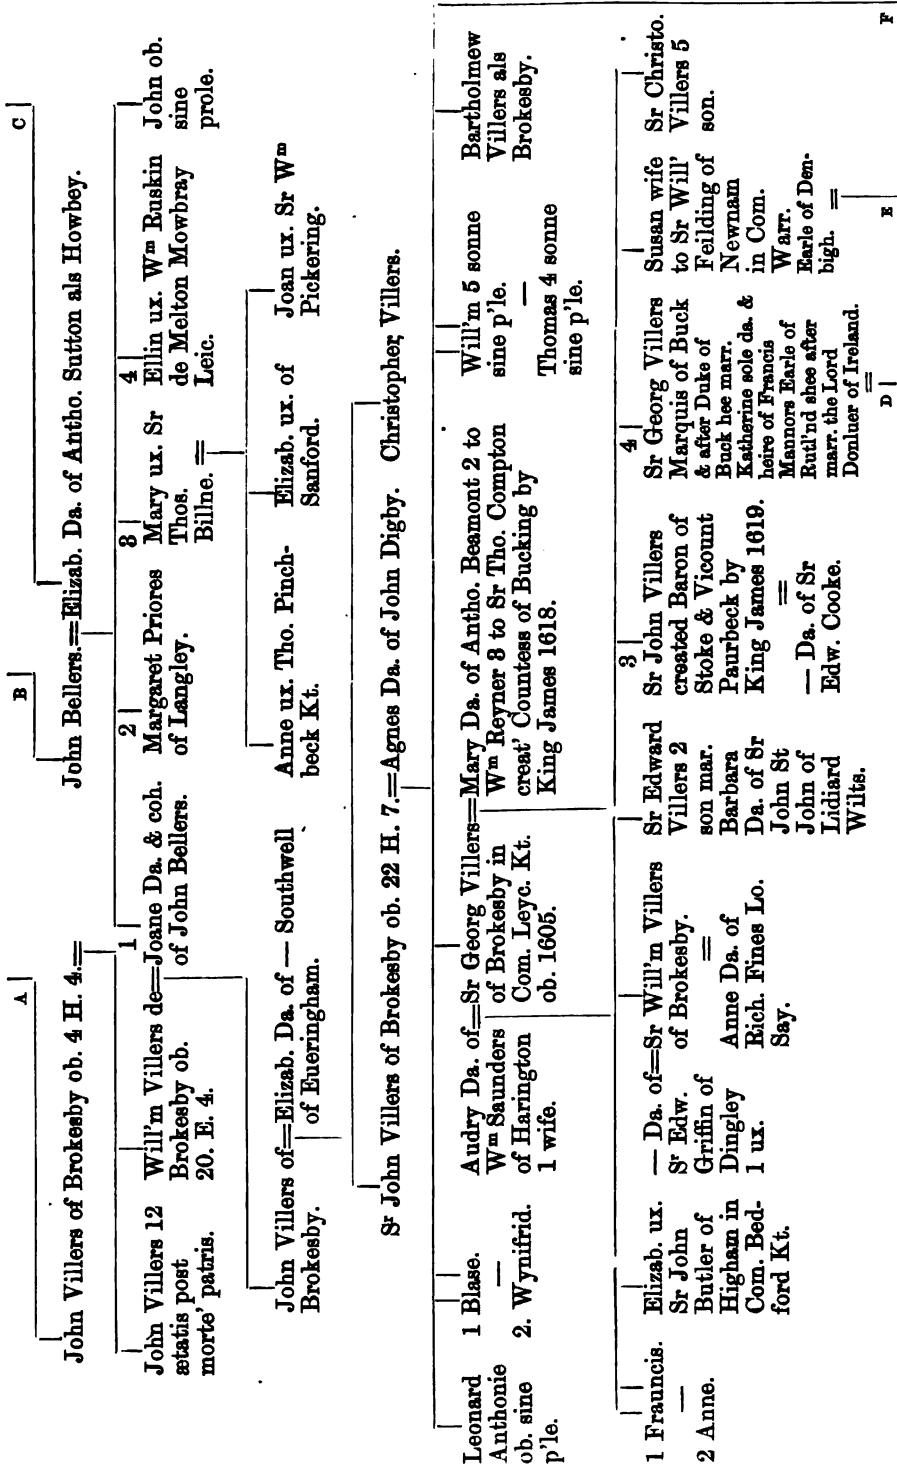 A B C
John Villers of Brokesby ob. 4 H. 4.═ John Bellers.═Elizab. Da. of Antho. Sutton als Howbey.
John Villers 12
ætatis post
morte' patris.
Will'm Villers de═
Brokesby ob.
20. E. 4.
1
Joane Da. & coh.
of John Bellers.
2
Margaret Priores
of Langley.
3
Mary ux. Sr
Thos.
Billne. ═
4
Ellin ux. Wm Ruskin
de Melton Mowbray
Leic.
John ob.
sine
prole.
John Villers of═Elizab. Da. of — Southwell
Brokesby. of Eueringham.
Anne ux. Tho. Pinch-
beck Kt.
Elizab. ux. of
Sanford.
Joan ux. Sr Wm
Pickering.
Sr John Villers of Brokesby ob. 22 H. 7.═Agnes Da. of John Digby. Christopher Villers.
Leonard
Anthonie
ob. sine
p'le.
1 Blase.
—
2. Wynifrid.
Audry Da. of═
Wm Saunders
of Harington
1 wife.
Sr Georg Villers═
of Brokesby in
Com. Leyc. Kt.
ob. 1605.
Mary Da. of Antho. Beamont 2 to
Wm Reyner 3 to Sr Tho. Compton
creat' Countess of Bucking by
King James 1618.
Will'm 5 sonne
sine p'le.
—
Thomas 4 sonne
sine p'le.
Bartholmew
Villers als
Brokesby.
1 Frauncis.
—
2 Anne.
Elizab. ux.
Sr John
Butler of
Higham in
Com. Bed-
ford Kt.
— Da. of═
Sr Edw.
Griffin of
Dingley
1 ux.
Sr Will'm Villers
of Brokesby.
═
Anne Da. of
Rich. Fines Lo.
Say.
Sr Edward
Villers 2
son mar.
Barbara
Da. of Sr
John St
John of
Lidiard
Wilts.
3
Sr John Villers
created Baron of
Stoke & Vicount
Paurbeck by
King James 1619.
═
— Da. of Sr
Edw. Cooke.
4
Sr Georg Villers
Marquis of Buck
& after Duke of
Buck hee marr.
Katherine sole da. &
heire of Francis
Mannors Earle of
Rutl'nd shee after
marr. the Lord
Donluer of Ireland.
═
D
Susan wife
to Sr Will'
Feilding of
Newnam
in Com.
Warr.
Earle of Den-
bigh. ═
E
Sr Christo.
Villers 5
son.
F